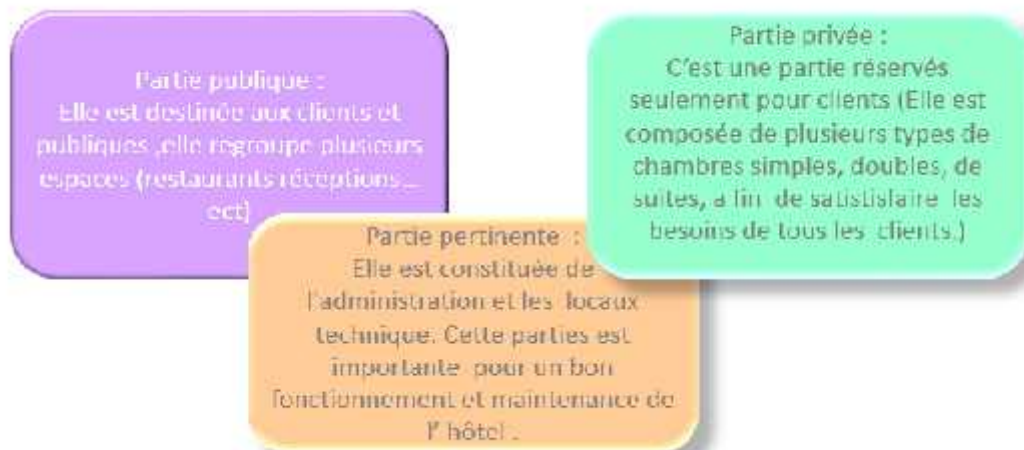 Partie publique :
Elle est destinée aux clients et
publiques ,elle regroupe plusieurs
espaces (restaurants réceptions...
ect)
Partie pertinente :
Elle est constituée de
l'administration et les locaux
technique. Cette parties est
importante pour un bon
fonctionnement et maintenance de
l' hôtel .
Partie privée :
C'est une partie réservés
seulement pour clients (Elle est
composée de plusieurs types de
chambres simples, doubles, de
suites, a fin de satistislaire les
besoins de tous les clients.)